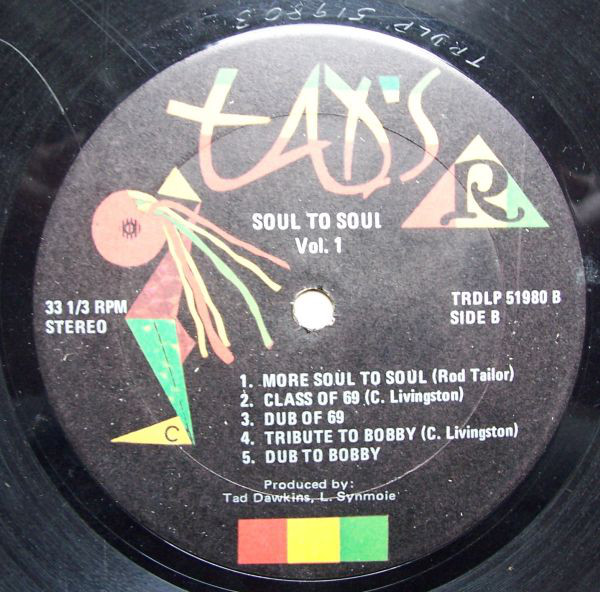 TRDLP 51980 B
TAD'S
R
SOUL TO SOUL
Vol. 1
33 1/3 RPM
STEREO
TRDLP 51980 B
SIDE B
1. MORE SOUL TO SOUL (Rod Tailor)
2. CLASS OF 69 (C. Livingston)
3. DUB OF 69
4. TRIBUTE TO BOBBY (C. Livingston)
5. DUB TO BOBBY
C
Produced by:
Tad Dawkins, L. Synmoie